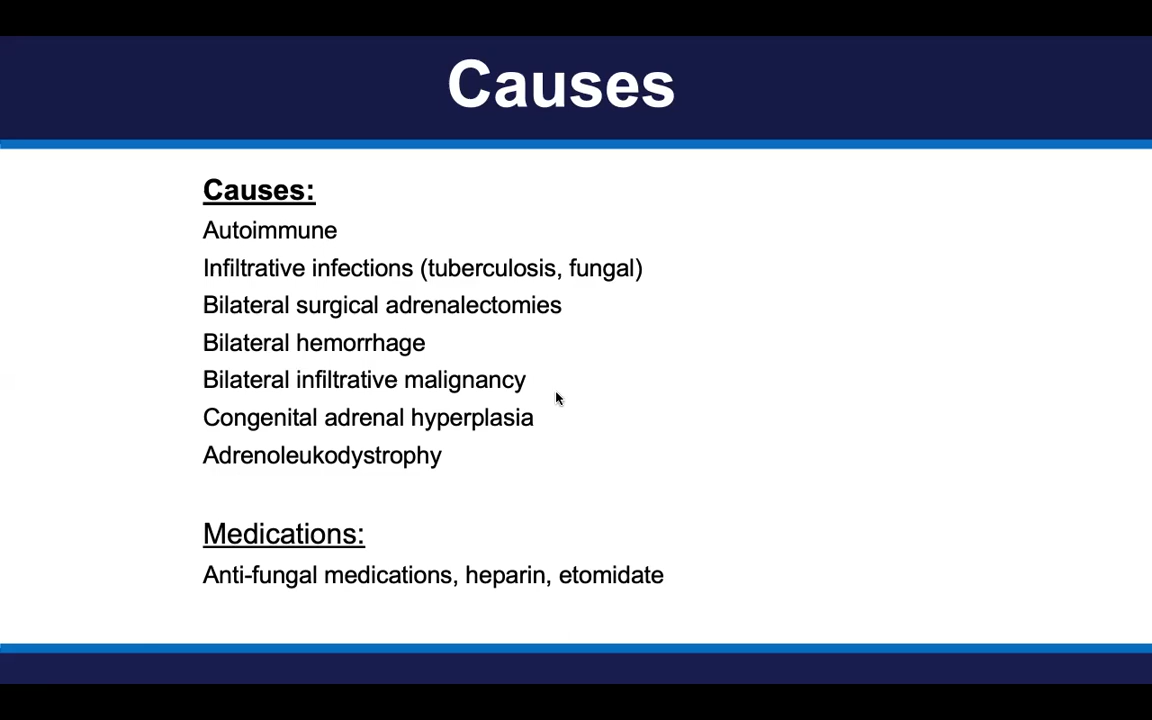 Causes
Causes:
Autoimmune
Infiltrative infections (tuberculosis, fungal)
Bilateral surgical adrenalectomies
Bilateral hemorrhage
Bilateral infiltrative malignancy
Congenital adrenal hyperplasia
Adrenoleukodystrophy
Medications:
Anti-fungal medications, heparin, etomidate